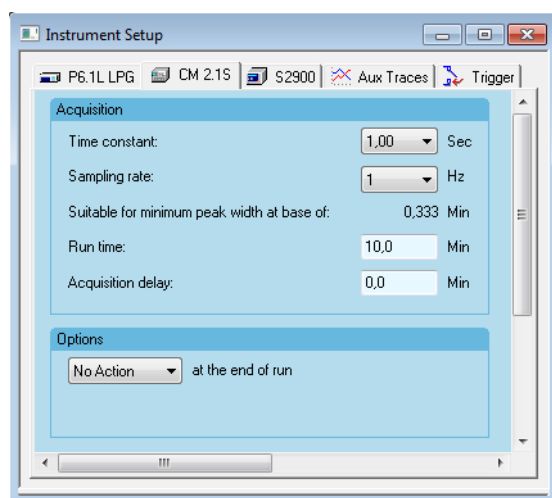 Instrument Setup
P6.1L LPG CM 2.1S S2900 Aux Traces Trigger
Acquisition
Time constant: 1,00 Sec
Sampling rate: 1 Hz
Suitable for minimum peak width at base of: 0,333 Min
Run time: 10,0 Min
Acquisition delay: 0,0 Min
Options
No Action at the end of run